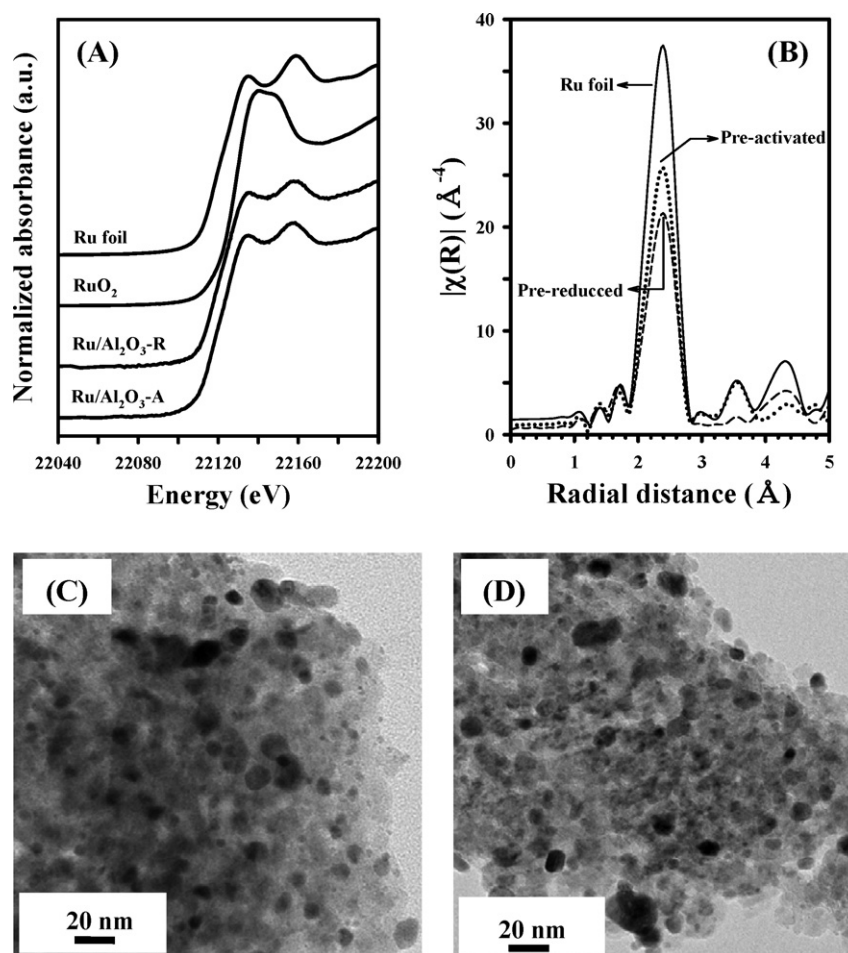 (A)
Normalized absorbance (a.u.)
Ru foil
RuO₂
Ru/Al₂O₃-R
Ru/Al₂O₃-A
22040 22080 22120 22160 22200
Energy (eV)
(B)
|χ(R)| (Å⁻⁴)
40
30
20
10
0
Ru foil
Pre-activated
Pre-reducced
0 1 2 3 4 5
Radial distance (Å)
(C)
20 nm
(D)
20 nm